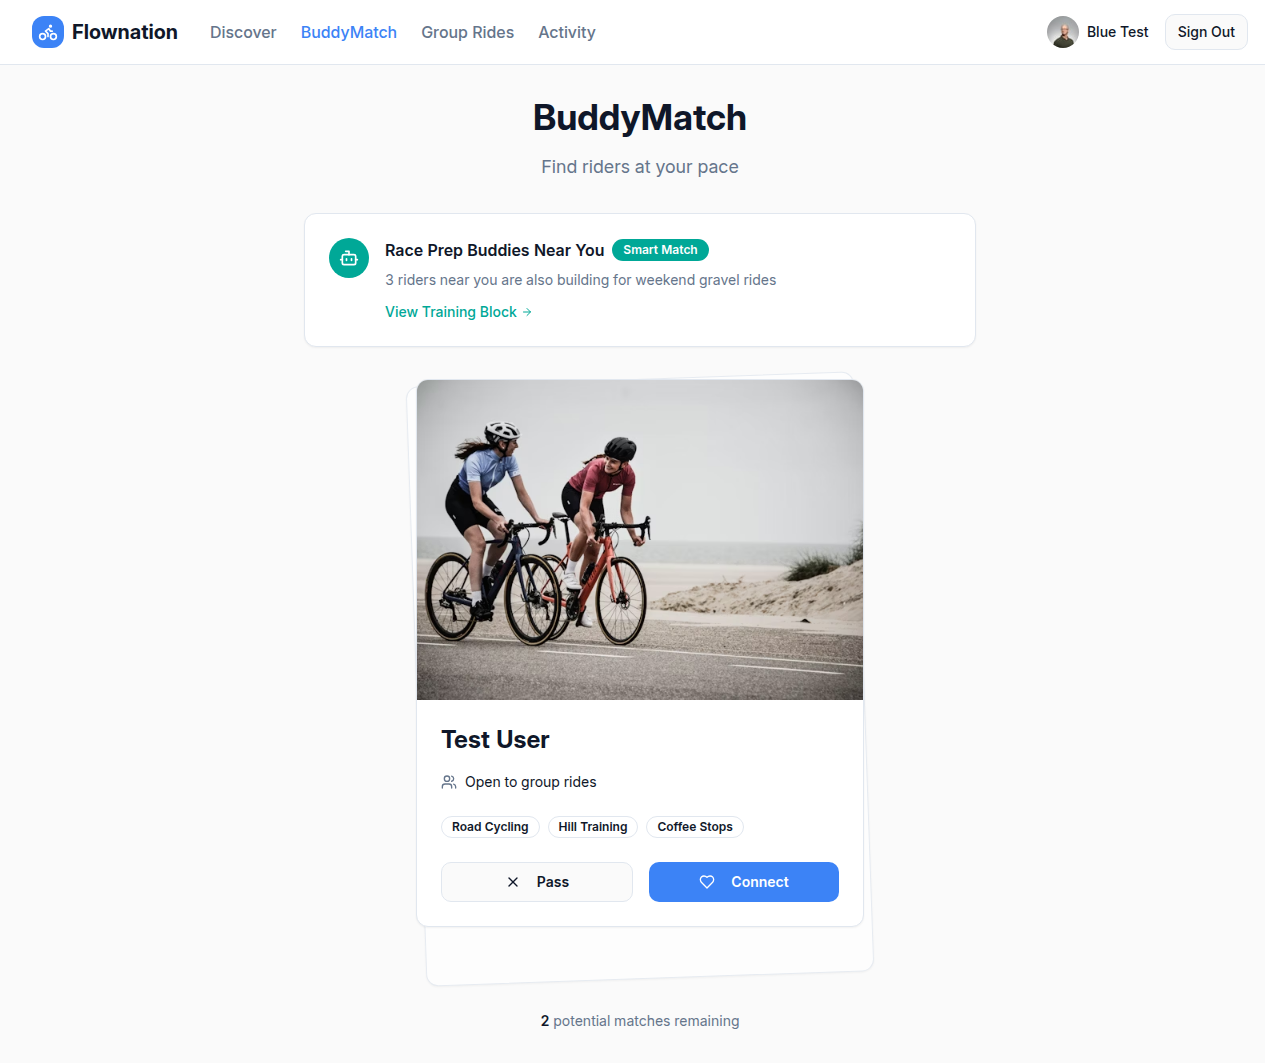 Flownation
Discover
BuddyMatch
Group Rides
Activity
Blue Test
Sign Out
BuddyMatch
Find riders at your pace
Race Prep Buddies Near You
Smart Match
3 riders near you are also building for weekend gravel rides
View Training Block →
Test User
Open to group rides
Road Cycling
Hill Training
Coffee Stops
Pass
Connect
2 potential matches remaining